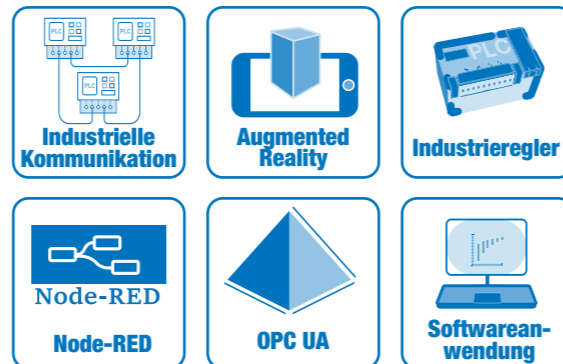 PLC
PLC
PLC
Industrielle
Kommunikation
Augmented
Reality
PLC
Industrieregler
Node-RED
Node-RED
OPC UA
Softwarean-
wendung